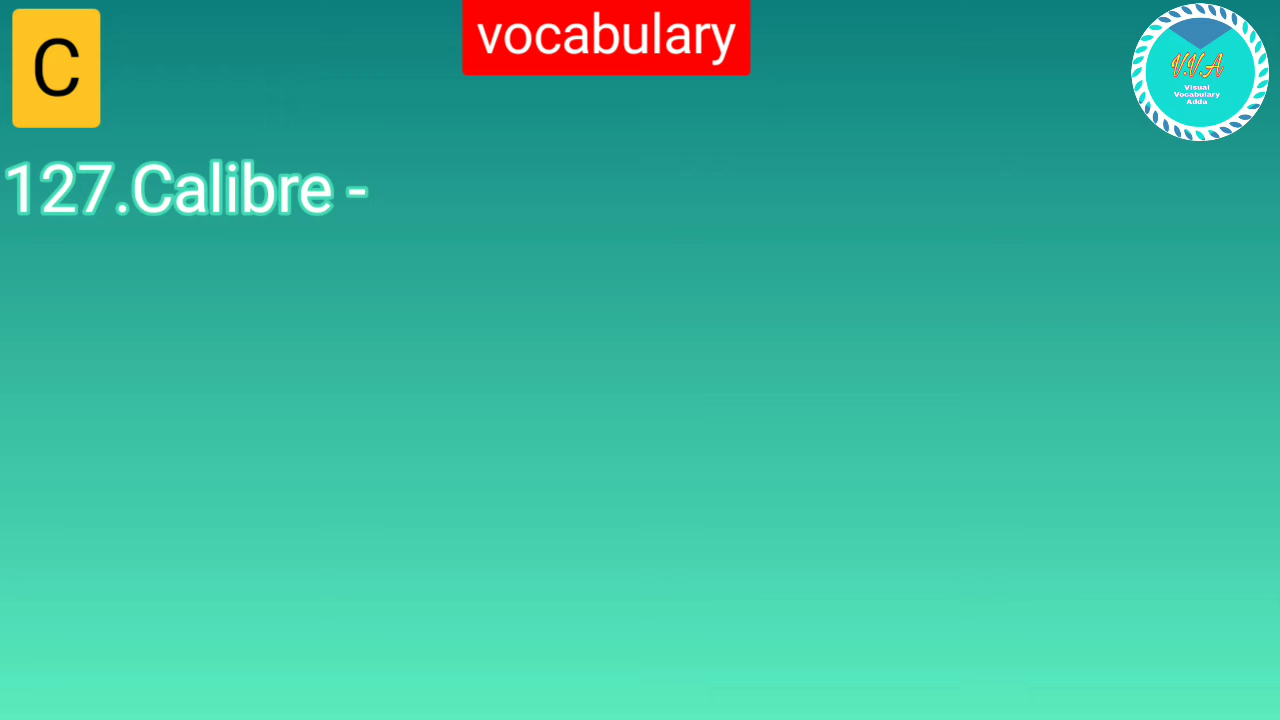 C
vocabulary
V.V.A
Visual
Vocabulary
Adda
127.Calibre -